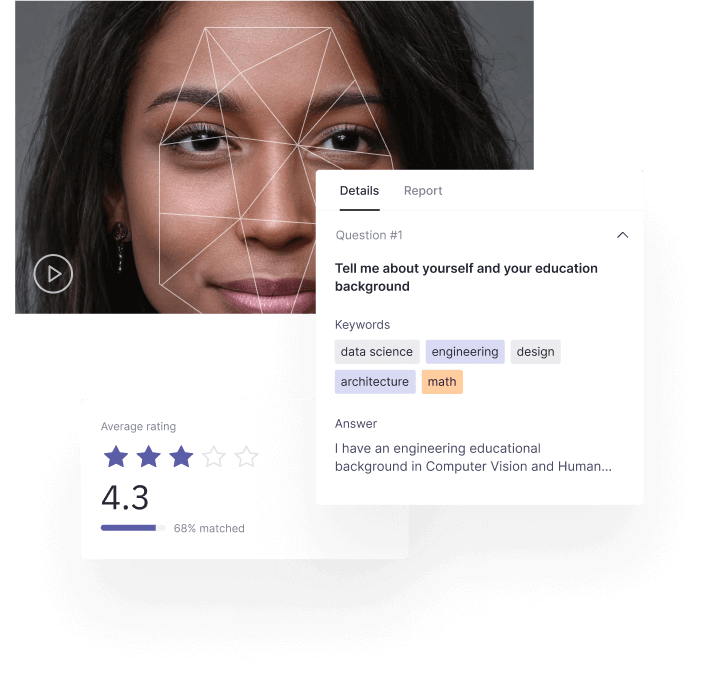 Details
Report
Question #1
Tell me about yourself and your education
background
Keywords
data science
engineering
design
architecture
math
Answer
I have an engineering educational
background in Computer Vision and Human...
Average rating
4.3
68% matched